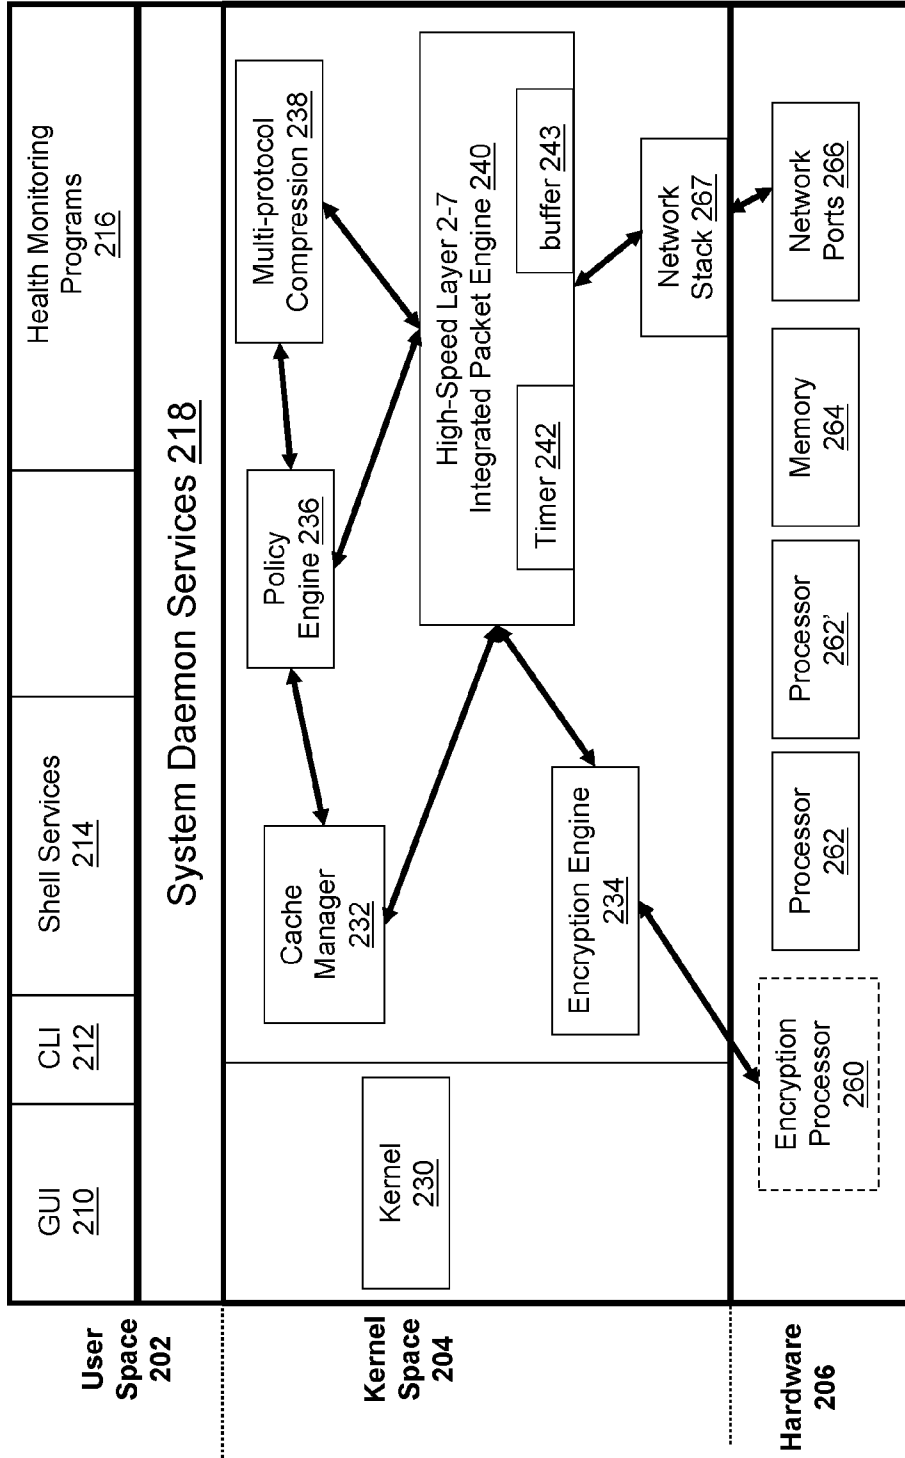 User
Space
202
GUI
210
CLI
212
Shell Services
214
Health Monitoring
Programs
216
System Daemon Services 218
Kernel
Space
204
Kernel
230
Cache
Manager
232
Policy
Engine 236
Multi-protocol
Compression 238
High-Speed Layer 2-7
Integrated Packet Engine 240
Timer 242
buffer 243
Encryption Engine
234
Network
Stack 267
Hardware
206
Encryption
Processor
260
Processor
262
Processor
262'
Memory
264
Network
Ports 266